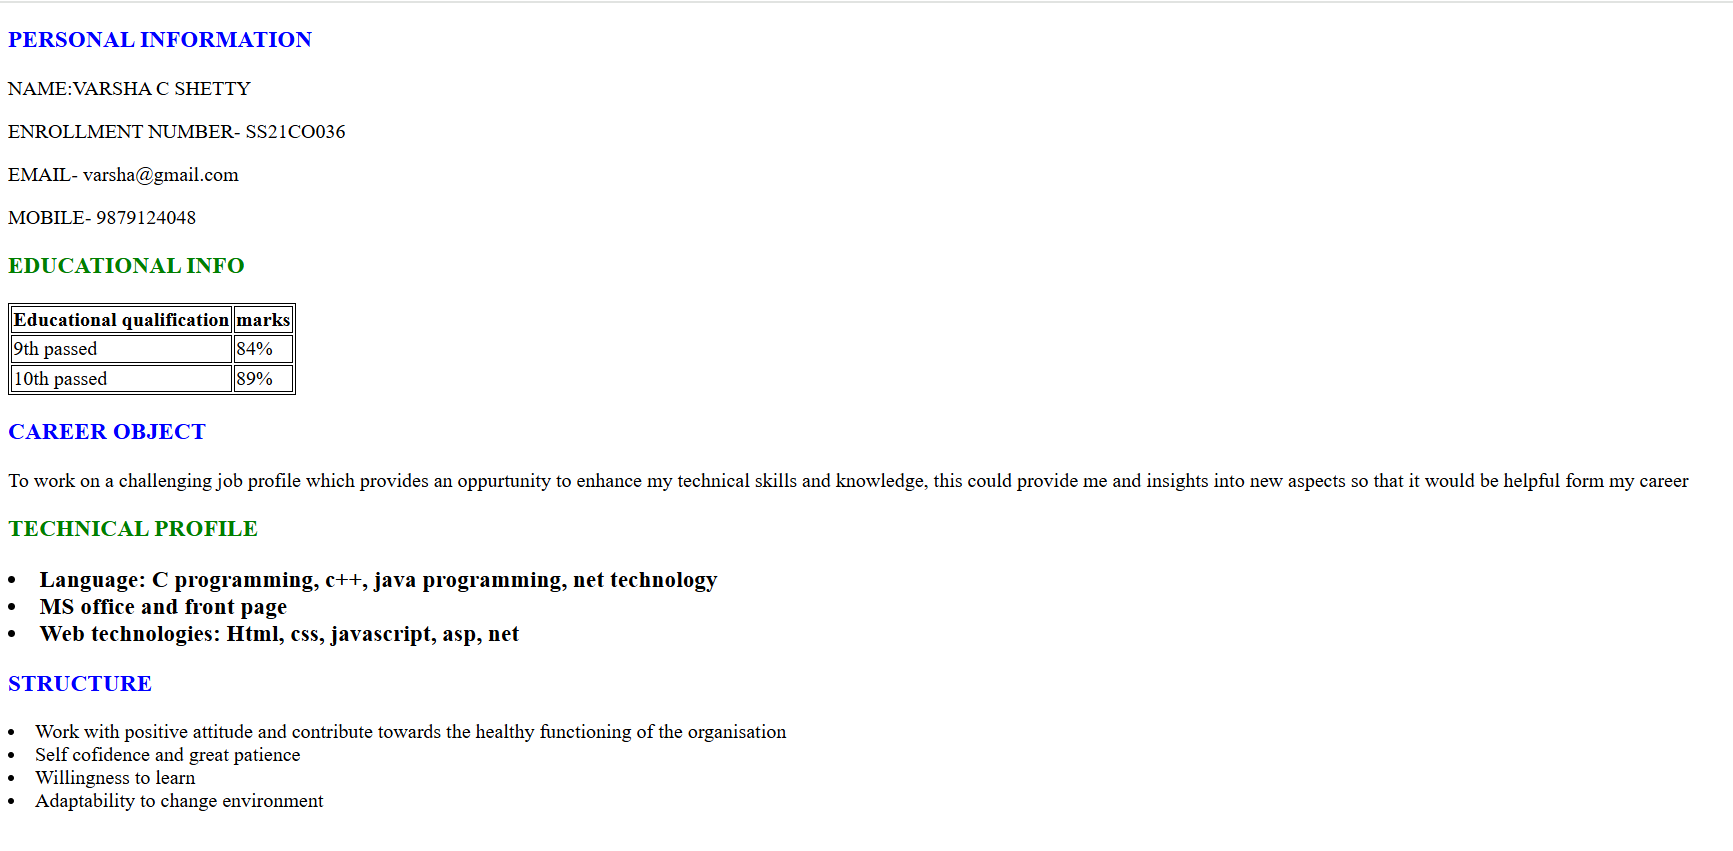 PERSONAL INFORMATION
NAME:VARSHA C SHETTY
ENROLLMENT NUMBER- SS21CO036
EMAIL- varsha@gmail.com
MOBILE- 9879124048
EDUCATIONAL INFO
Educational qualification marks
9th passed 84%
10th passed 89%
CAREER OBJECT
To work on a challenging job profile which provides an oppurtunity to enhance my technical skills and knowledge, this could provide me and insights into new aspects so that it would be helpful form my career
TECHNICAL PROFILE
• Language: C programming, c++, java programming, net technology
• MS office and front page
• Web technologies: Html, css, javascript, asp, net
STRUCTURE
• Work with positive attitude and contribute towards the healthy functioning of the organisation
• Self cofidence and great patience
• Willingness to learn
• Adaptability to change environment